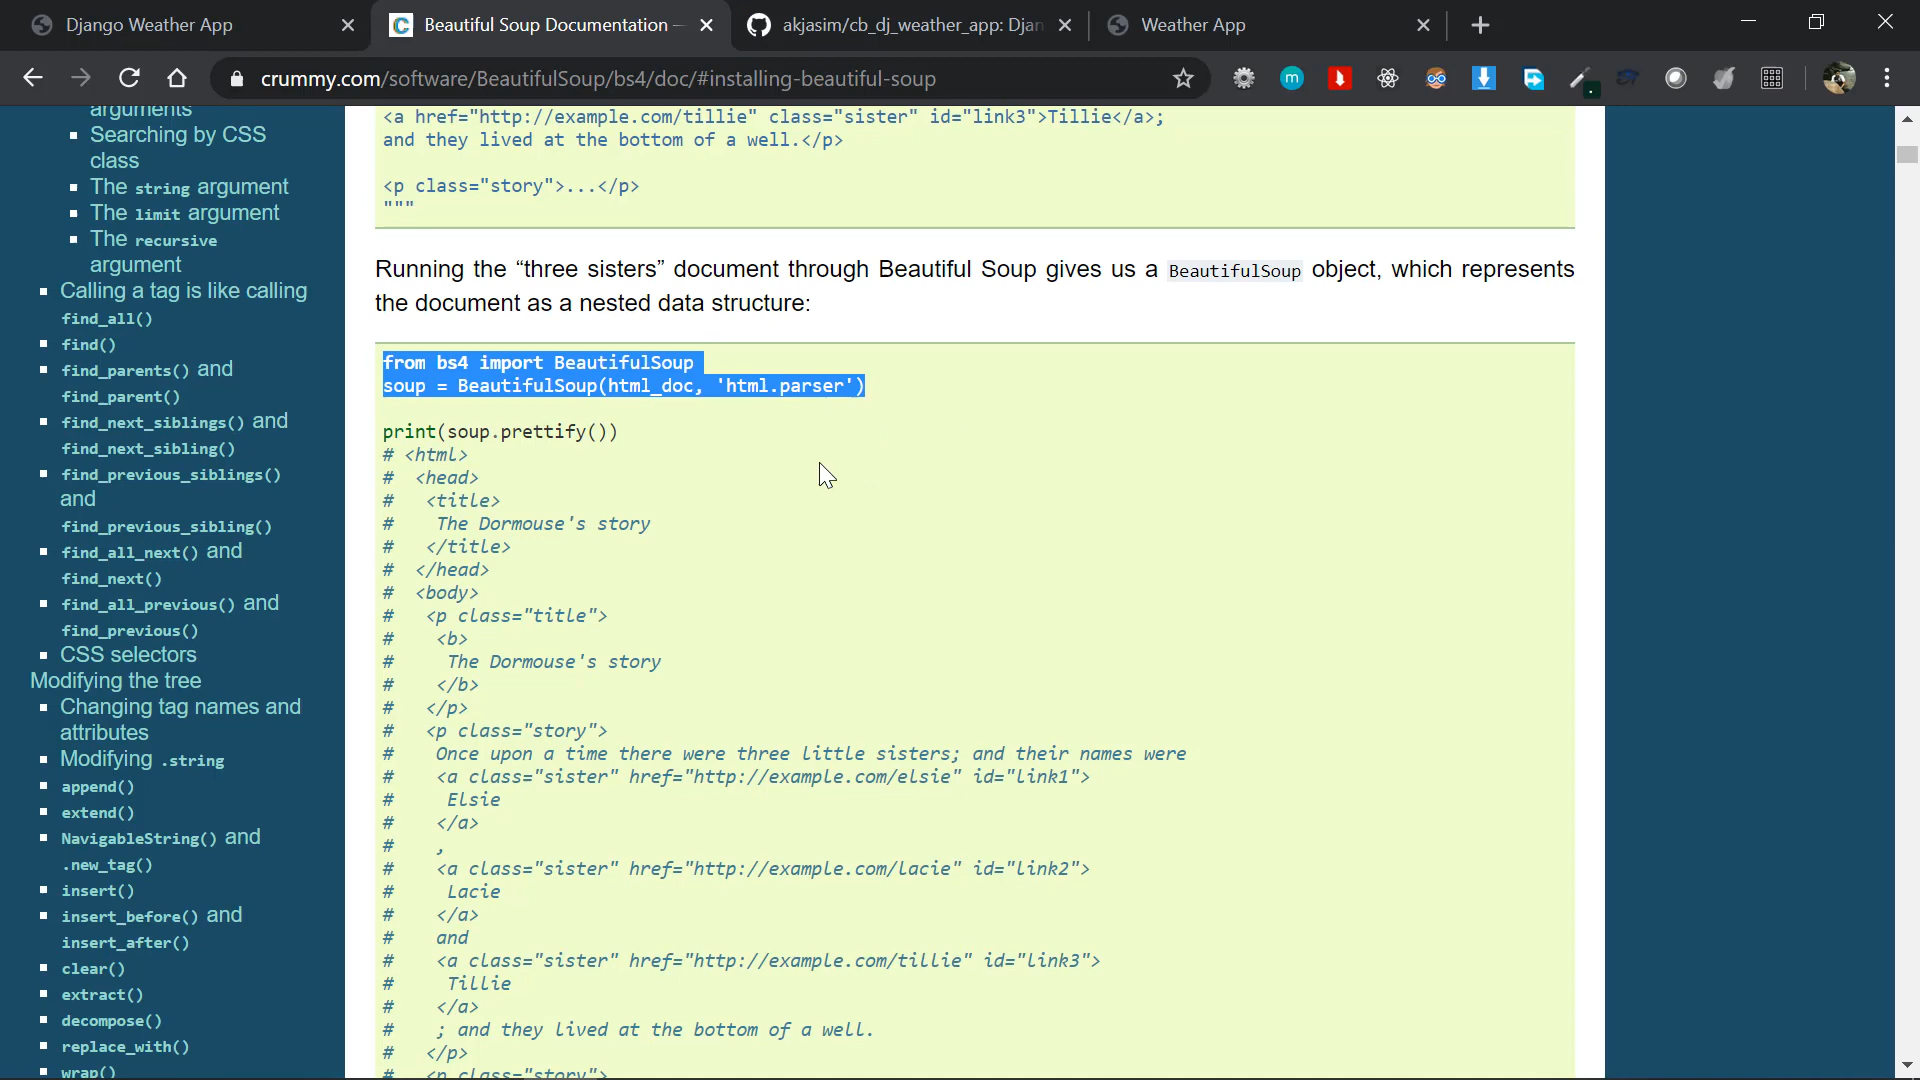 Django Weather App
Beautiful Soup Documentation —
akjasim/cb_dj_weather_app: Djan
Weather App
crummy.com/software/BeautifulSoup/bs4/doc/#installing-beautiful-soup
arguments
Searching by CSS
class
The string argument
The limit argument
The recursive
argument
Calling a tag is like calling
find_all()
find()
find_parents() and
find_parent()
find_next_siblings() and
find_next_sibling()
find_previous_siblings()
and
find_previous_sibling()
find_all_next() and
find_next()
find_all_previous() and
find_previous()
CSS selectors
Modifying the tree
Changing tag names and
attributes
Modifying .string
append()
extend()
NavigableString() and
.new_tag()
insert()
insert_before() and
insert_after()
clear()
extract()
decompose()
replace_with()
wrap()
<a href="http://example.com/tillie" class="sister" id="link3">Tillie</a>;
and they lived at the bottom of a well.</p>
<p class="story">...</p>
"""
Running the “three sisters” document through Beautiful Soup gives us a BeautifulSoup object, which represents
the document as a nested data structure:
from bs4 import BeautifulSoup
soup = BeautifulSoup(html_doc, 'html.parser')
print(soup.prettify())
# <html>
#  <head>
#   <title>
#    The Dormouse's story
#   </title>
#  </head>
#  <body>
#   <p class="title">
#    <b>
#     The Dormouse's story
#    </b>
#   </p>
#   <p class="story">
#    Once upon a time there were three little sisters; and their names were
#    <a class="sister" href="http://example.com/elsie" id="link1">
#     Elsie
#    </a>
#    ,
#    <a class="sister" href="http://example.com/lacie" id="link2">
#     Lacie
#    </a>
#    and
#    <a class="sister" href="http://example.com/tillie" id="link3">
#     Tillie
#    </a>
#    ; and they lived at the bottom of a well.
#   </p>
#   <p class="story">